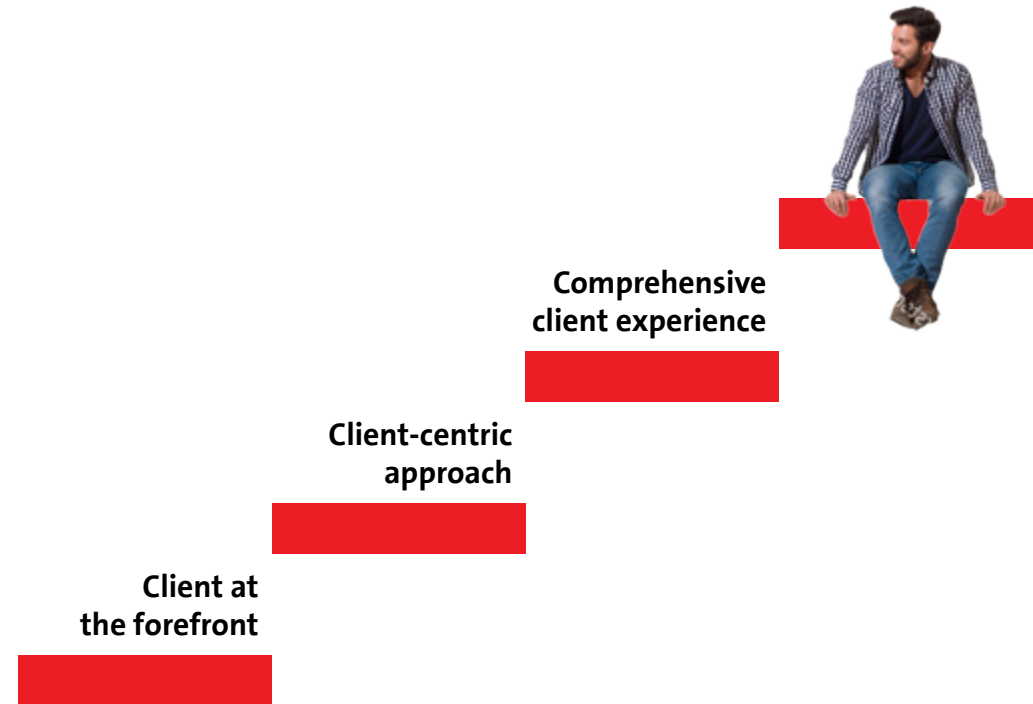 Comprehensive
client experience
Client-centric
approach
Client at
the forefront